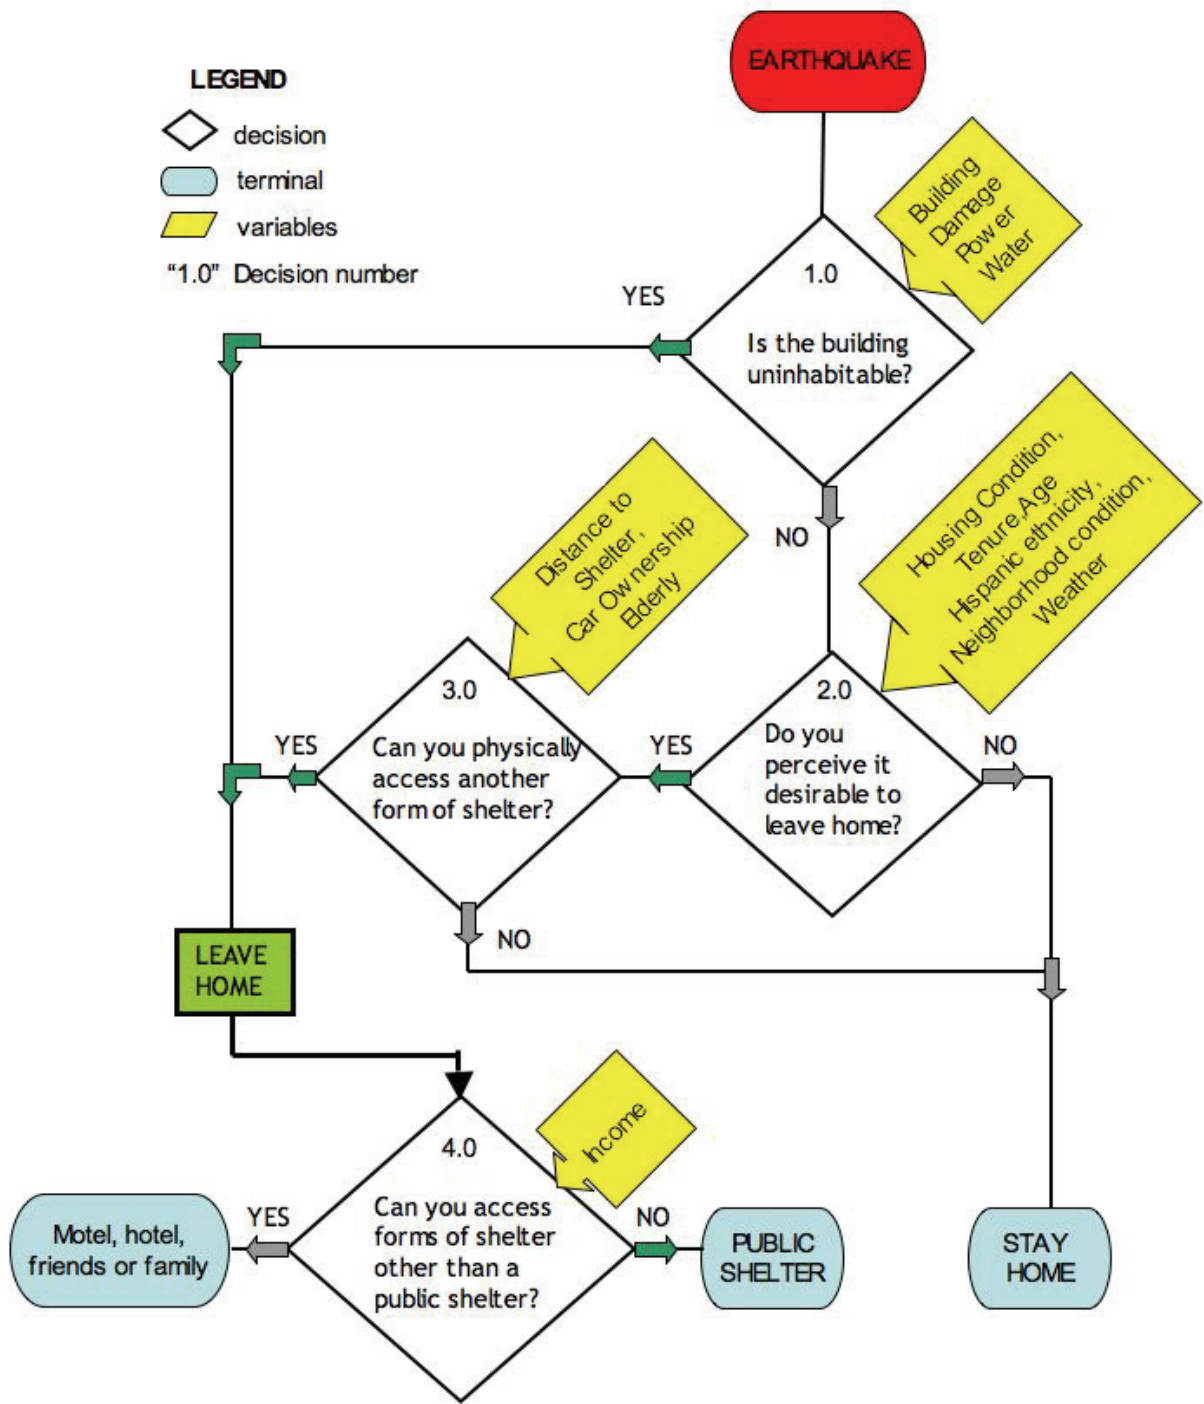 EARTHQUAKE
LEGEND
decision
terminal
variables
“1.0” Decision number
Building
Damage
Power
Water
1.0
Is the building
uninhabitable?
YES
NO
Housing Condition,
Tenure,Age
Hispanic ethnicity,
Neighborhood condition,
Weather
2.0
Do you
perceive it
desirable to
leave home?
YES
NO
Distance to
Shelter,
Car Ownership
Elderly
3.0
Can you physically
access another
form of shelter?
YES
NO
LEAVE
HOME
Income
4.0
Can you access
forms of shelter
other than a
public shelter?
YES
NO
Motel, hotel,
friends or family
PUBLIC
SHELTER
STAY
HOME